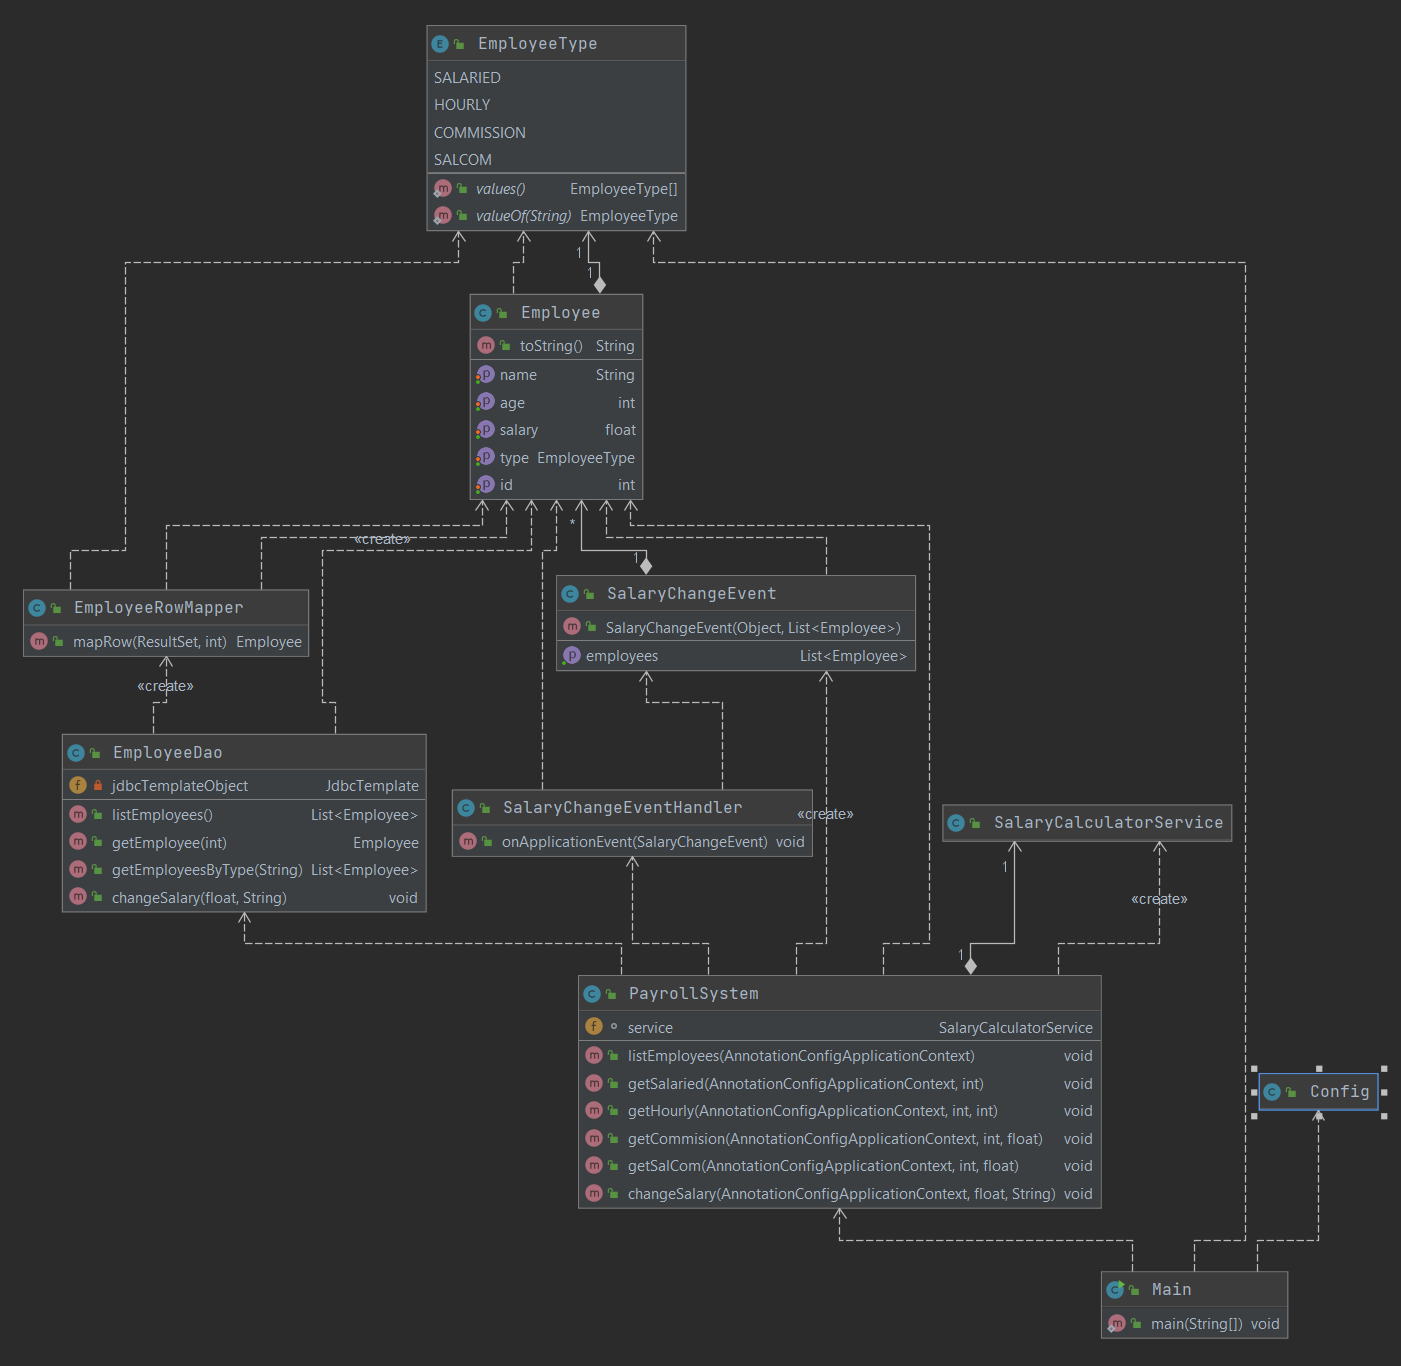 EmployeeType
SALARIED
HOURLY
COMMISSION
SALCOM
values() EmployeeType[]
valueOf(String) EmployeeType
1
1
Employee
toString() String
name String
age int
salary float
type EmployeeType
id int
*
«create»
1
EmployeeRowMapper
mapRow(ResultSet, int) Employee
SalaryChangeEvent
SalaryChangeEvent(Object, List<Employee>)
employees List<Employee>
«create»
EmployeeDao
jdbcTemplateObject JdbcTemplate
listEmployees() List<Employee>
getEmployee(int) Employee
getEmployeesByType(String) List<Employee>
changeSalary(float, String) void
SalaryChangeEventHandler
onApplicationEvent(SalaryChangeEvent) void
«create»
SalaryCalculatorService
1
«create»
1
PayrollSystem
service SalaryCalculatorService
listEmployees(AnnotationConfigApplicationContext) void
getSalaried(AnnotationConfigApplicationContext, int) void
getHourly(AnnotationConfigApplicationContext, int, int) void
getCommision(AnnotationConfigApplicationContext, int, float) void
getSalCom(AnnotationConfigApplicationContext, int, float) void
changeSalary(AnnotationConfigApplicationContext, float, String) void
Config
Main
main(String[]) void